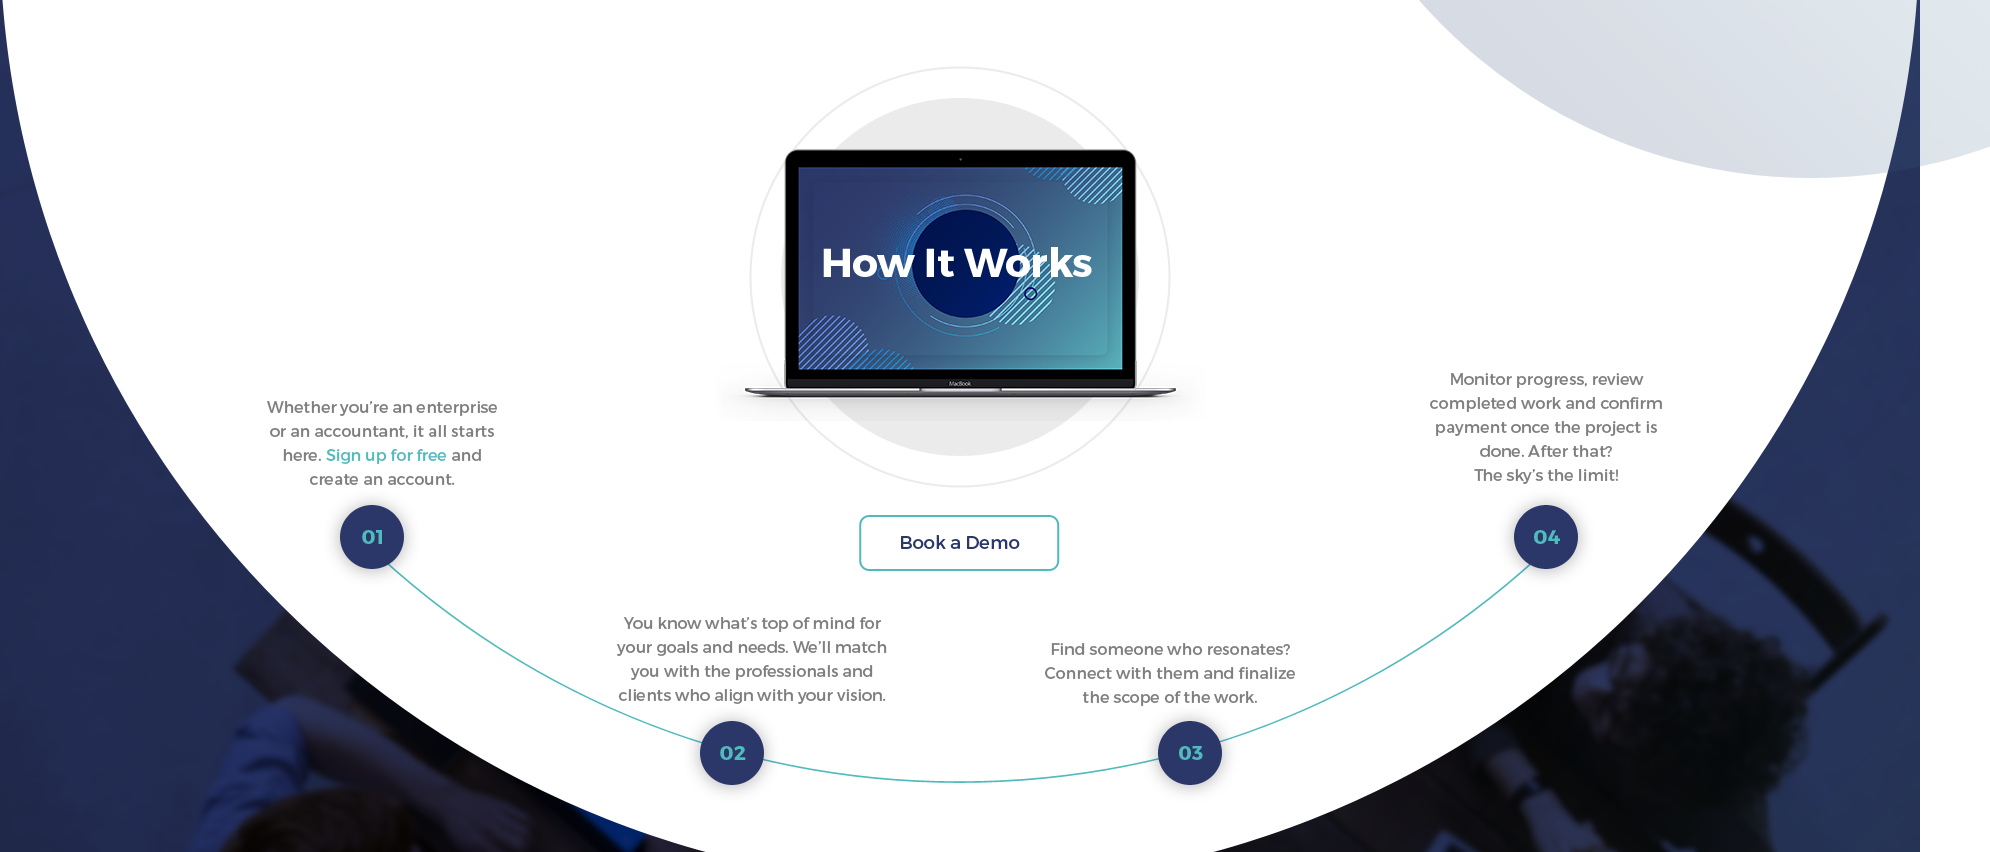 How It Works
MacBook
Whether you’re an enterprise
or an accountant, it all starts
here. Sign up for free and
create an account.
01
Book a Demo
You know what’s top of mind for
your goals and needs. We’ll match
you with the professionals and
clients who align with your vision.
02
Find someone who resonates?
Connect with them and finalize
the scope of the work.
03
Monitor progress, review
completed work and confirm
payment once the project is
done. After that?
The sky’s the limit!
04